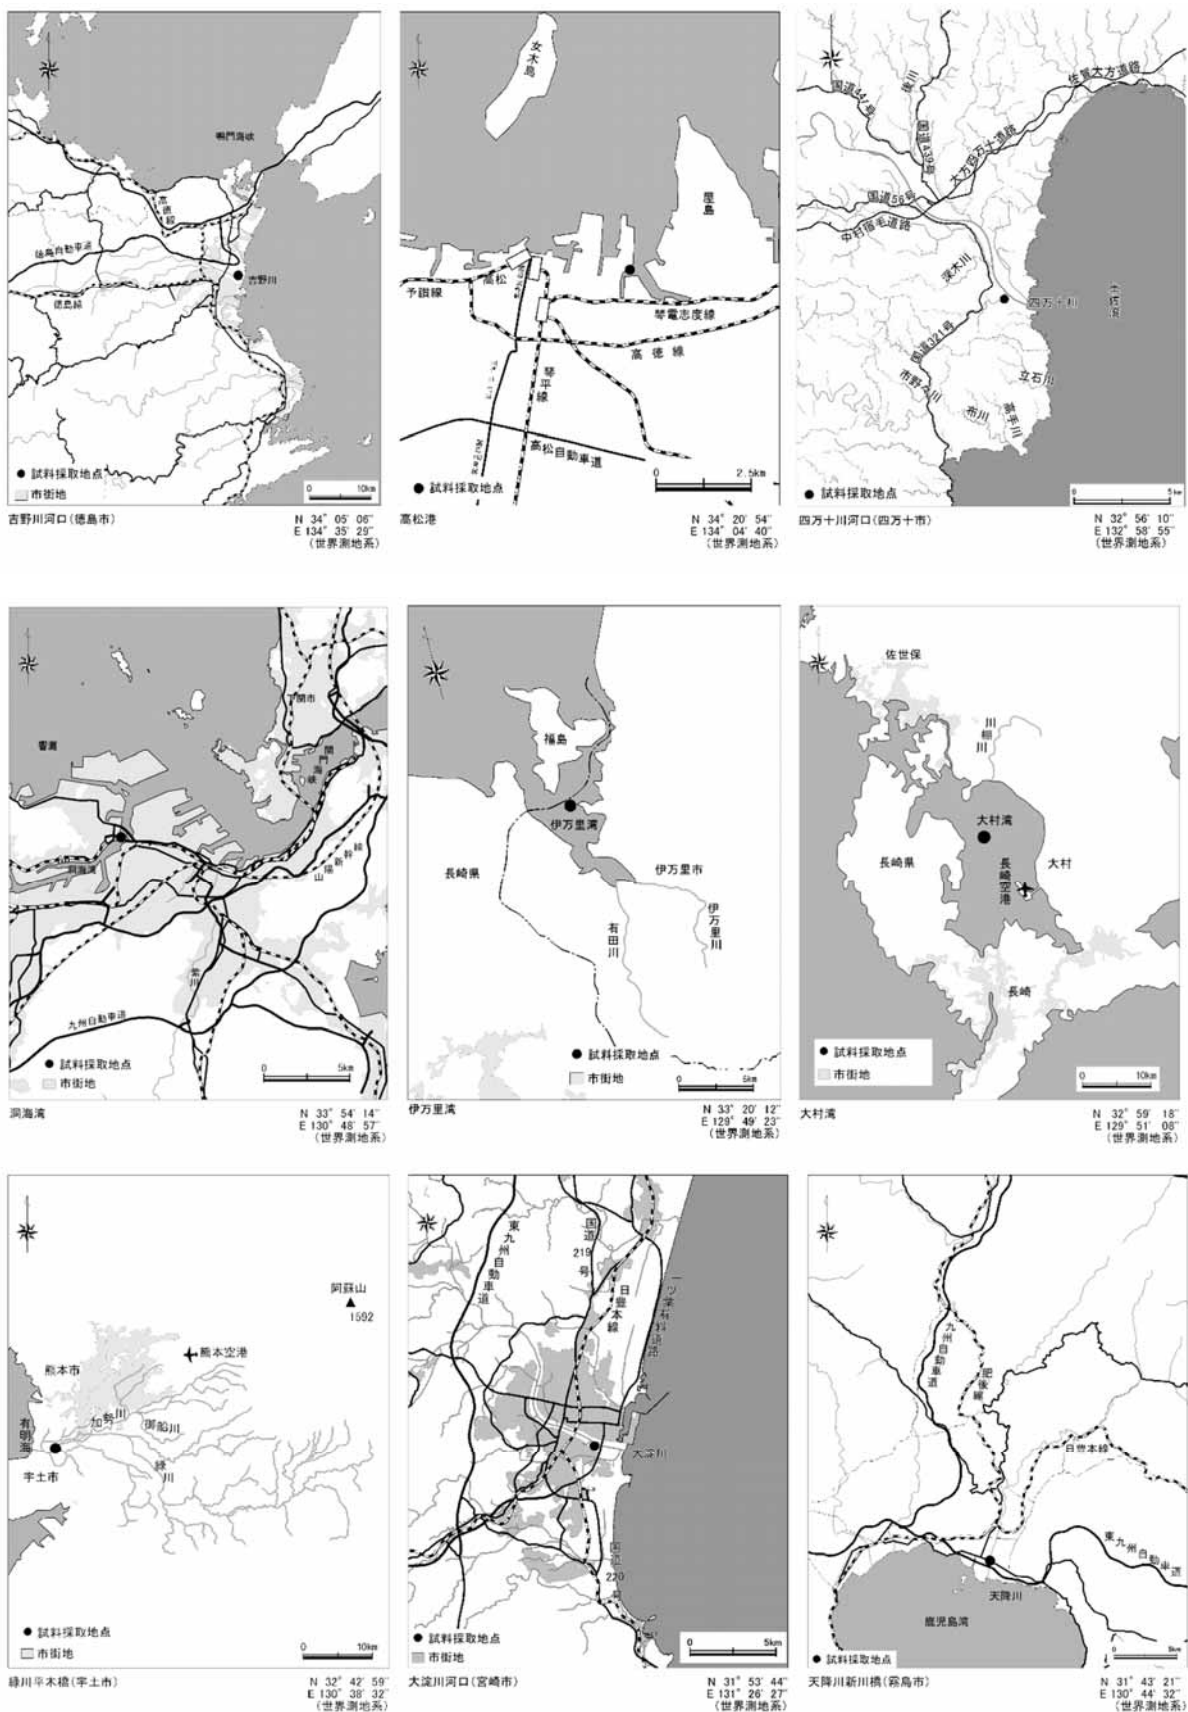 鳴門海峡
高徳線
徳島自動車道
吉野川
徳島線
● 試料採取地点
市街地
0 10km
吉野川河口(徳島市)
N 34° 05′ 06″
E 134° 35′ 29″
(世界測地系)
女木島
屋島
高松
予讃線
琴電志度線
高徳線
琴平線
高松自動車道
0 2.5km
● 試料採取地点
高松港
N 34° 20′ 54″
E 134° 04′ 40″
(世界測地系)
佐賀大方道路
国道441号
後川
国道439号
大方四万十道路
国道56号
中村宿毛道路
深木川
四万十川
土佐湾
国道321号
市野々川
立石川
布川
高手川
● 試料採取地点
0 5km
四万十川河口(四万十市)
N 32° 56′ 10″
E 132° 58′ 55″
(世界測地系)
下関市
響灘
関門海峡
洞海湾
山陽新幹線
紫川
九州自動車道
● 試料採取地点
市街地
0 5km
洞海湾
N 33° 54′ 14″
E 130° 48′ 57″
(世界測地系)
福島
伊万里湾
長崎県
伊万里市
有田川
伊万里川
● 試料採取地点
市街地
0 5km
伊万里湾
N 33° 20′ 12″
E 129° 49′ 23″
(世界測地系)
佐世保
川棚川
大村湾
長崎県
長崎空港
大村
長崎
● 試料採取地点
市街地
0 10km
大村湾
N 32° 59′ 18″
E 129° 51′ 08″
(世界測地系)
阿蘇山
▲
1592
熊本空港
熊本市
有明海
加勢川
御船川
緑川
宇土市
● 試料採取地点
市街地
0 10km
緑川平木橋(宇土市)
N 32° 42′ 59″
E 130° 38′ 32″
(世界測地系)
東九州自動車道
国道219号
日豊本線
一ツ葉有料道路
大淀川
国道220号
● 試料採取地点
市街地
0 5km
大淀川河口(宮崎市)
N 31° 53′ 44″
E 131° 26′ 27″
(世界測地系)
九州自動車道
肥後線
日豊本線
東九州自動車道
天降川
鹿児島湾
● 試料採取地点
天降川新川橋(霧島市)
N 31° 43′ 21″
E 130° 44′ 32″
(世界測地系)